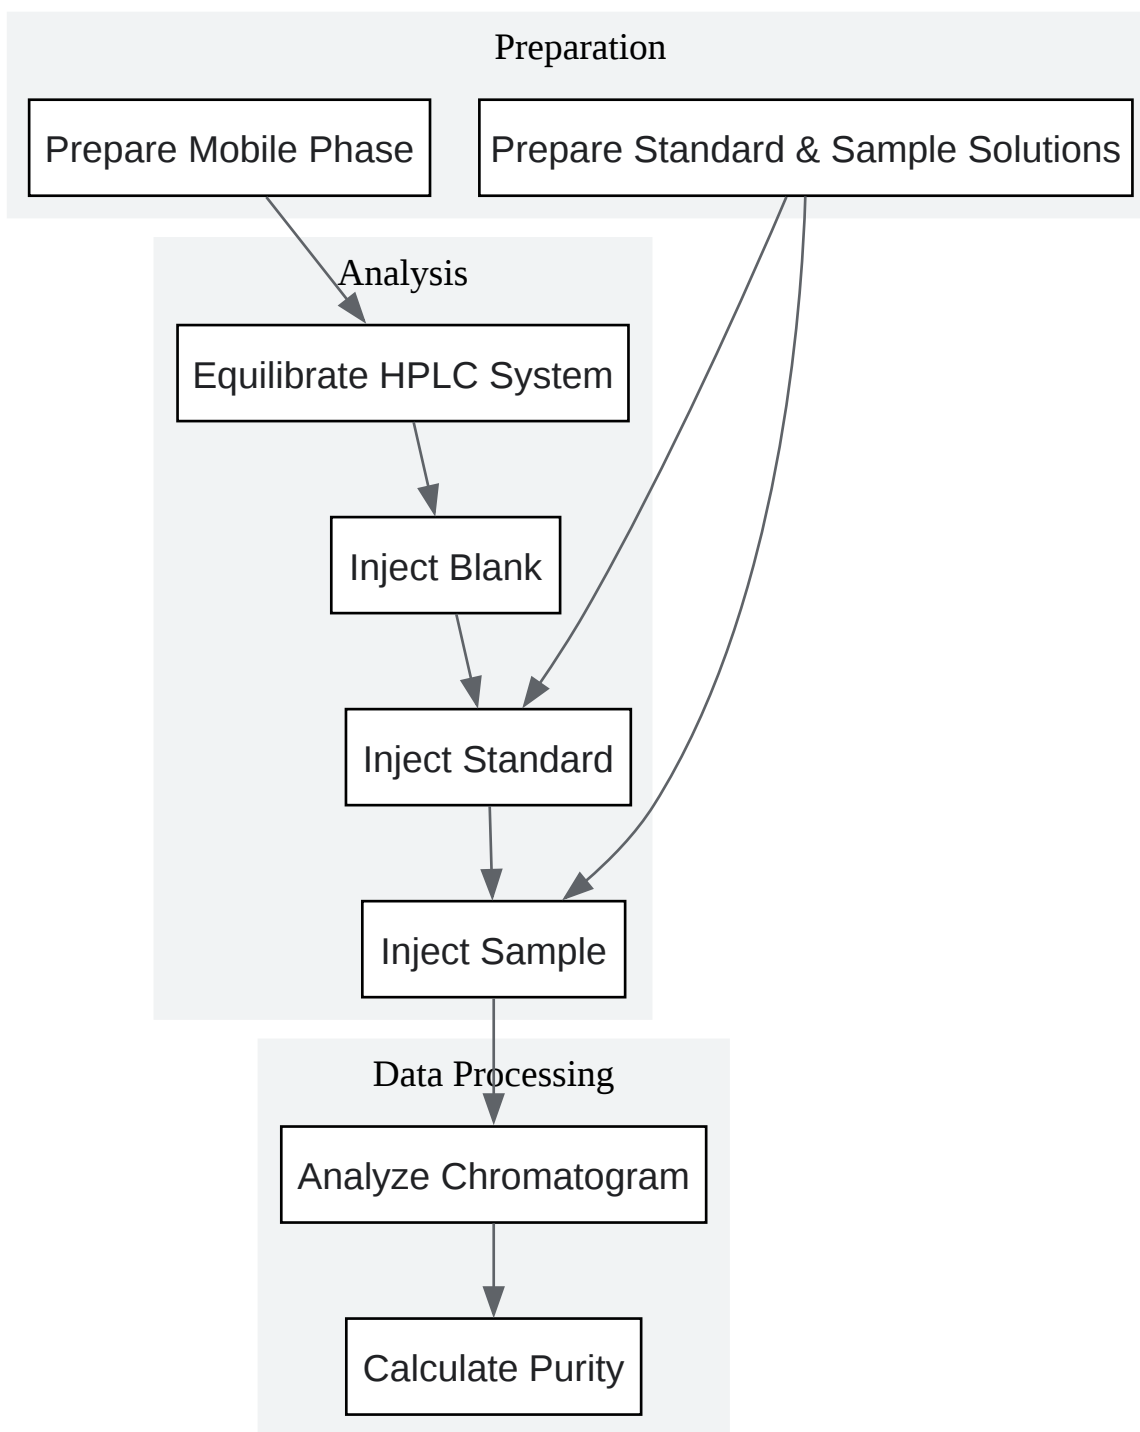 Preparation
Prepare Mobile Phase
Prepare Standard & Sample Solutions
Analysis
Equilibrate HPLC System
Inject Blank
Inject Standard
Inject Sample
Data Processing
Analyze Chromatogram
Calculate Purity